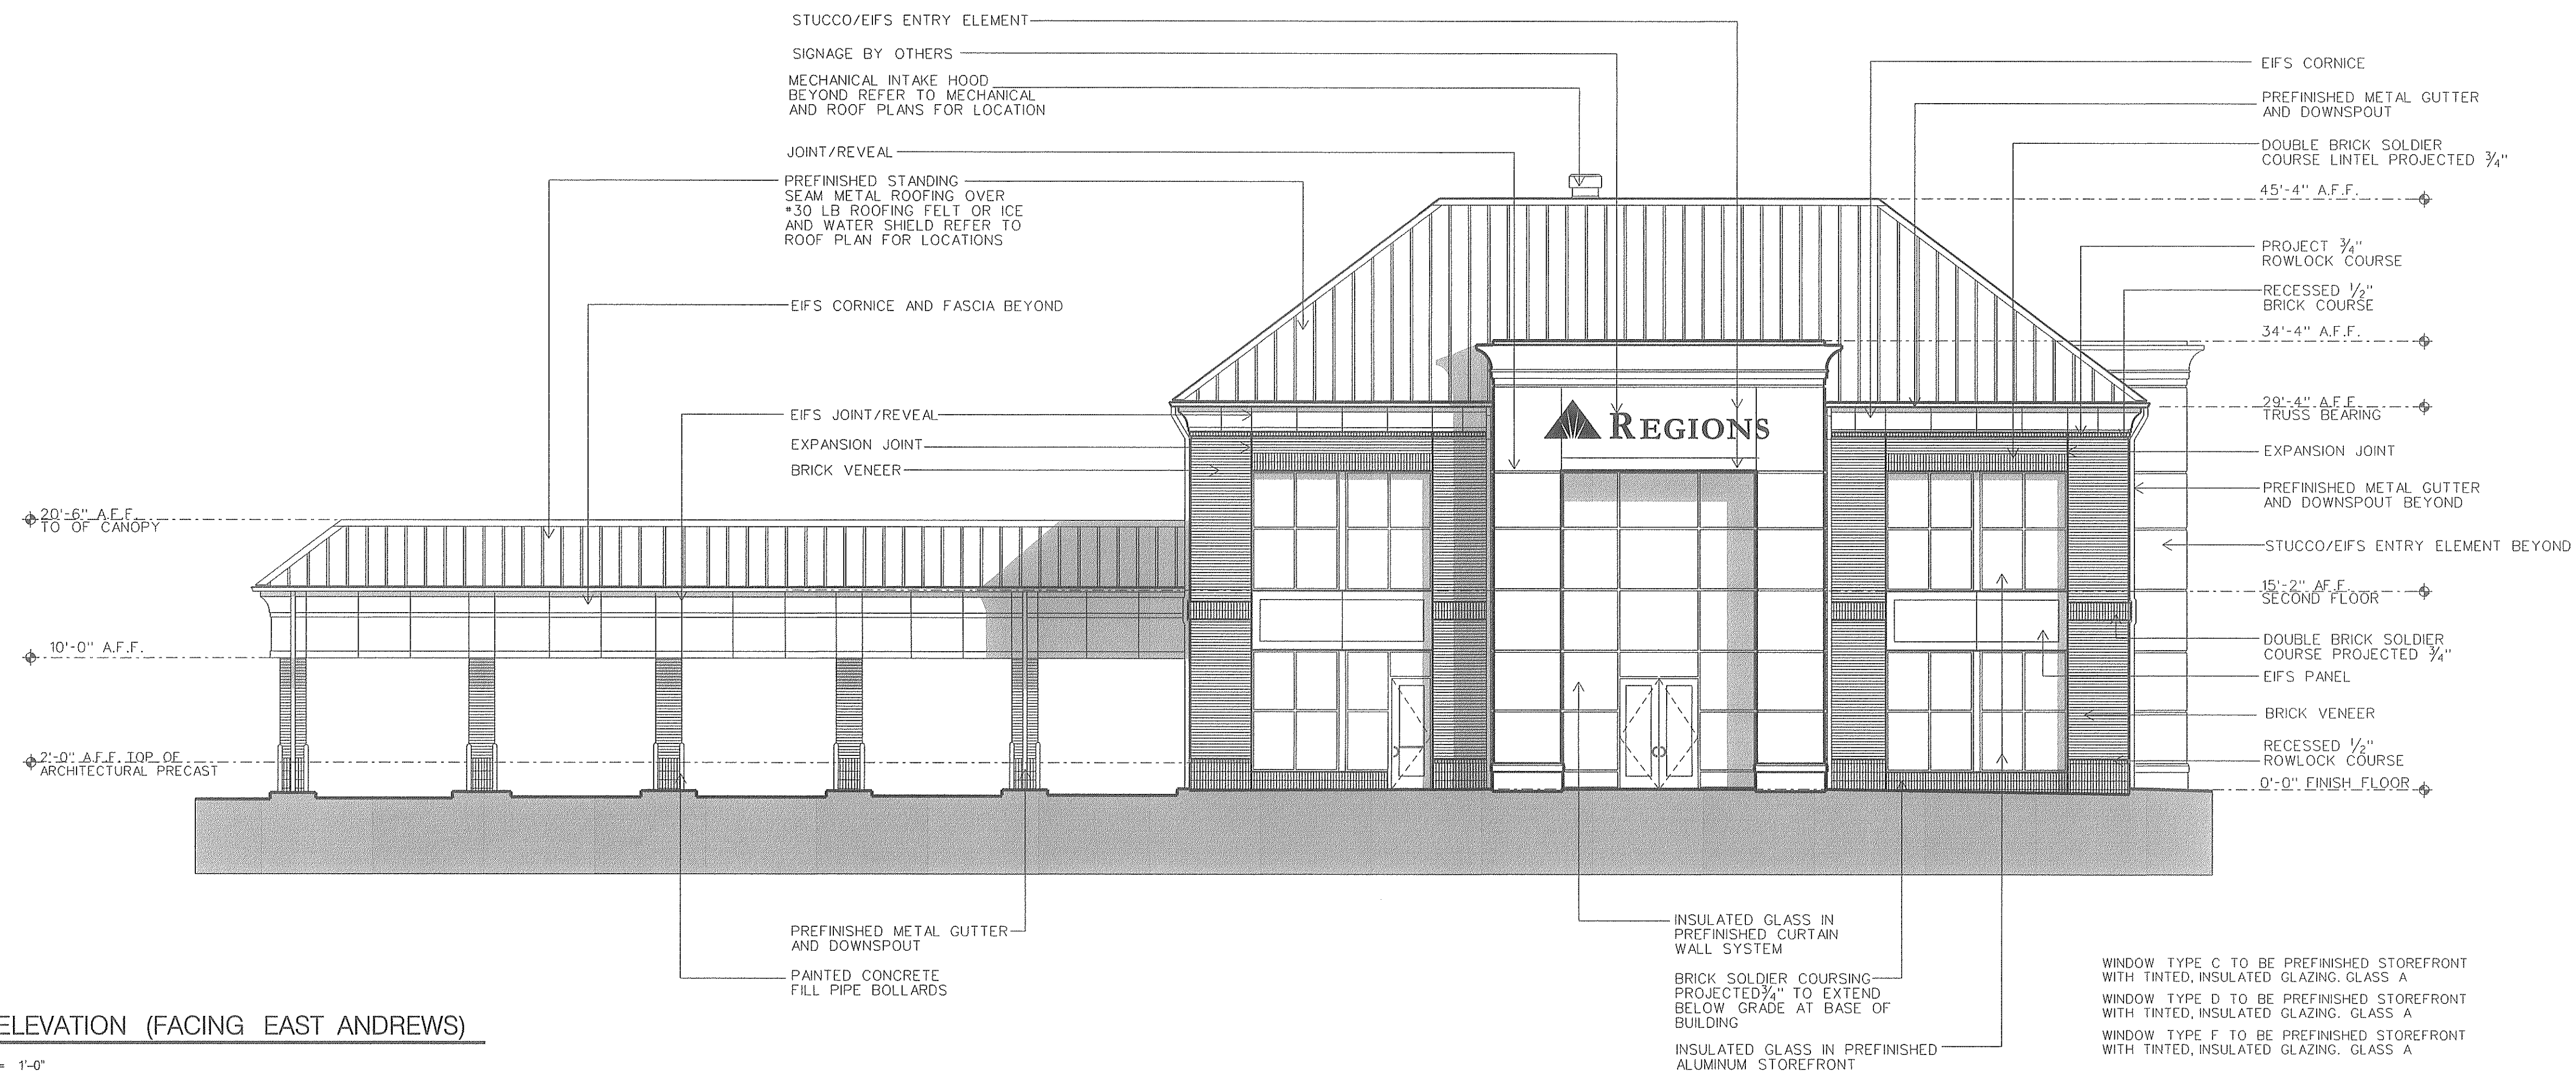 STUCCO/EIFS ENTRY ELEMENT
SIGNAGE BY OTHERS
MECHANICAL INTAKE HOOD
BEYOND REFER TO MECHANICAL
AND ROOF PLANS FOR LOCATION
JOINT/REVEAL
PREFINISHED STANDING
SEAM METAL ROOFING OVER
#30 LB ROOFING FELT OR ICE
AND WATER SHIELD REFER TO
ROOF PLAN FOR LOCATIONS
EIFS CORNICE AND FASCIA BEYOND
EIFS JOINT/REVEAL
EXPANSION JOINT
BRICK VENEER
20'-6" A.F.F.
TO OF CANOPY
10'-0" A.F.F.
2'-0" A.F.F. TOP OF
ARCHITECTURAL PRECAST
REGIONS
EIFS CORNICE
PREFINISHED METAL GUTTER
AND DOWNSPOUT
DOUBLE BRICK SOLDIER
COURSE LINTEL PROJECTED 3/4"
45'-4" A.F.F.
PROJECT 3/4"
ROWLOCK COURSE
RECESSED 1/2"
BRICK COURSE
34'-4" A.F.F.
29'-4" A.F.F.
TRUSS BEARING
EXPANSION JOINT
PREFINISHED METAL GUTTER
AND DOWNSPOUT BEYOND
STUCCO/EIFS ENTRY ELEMENT BEYOND
15'-2" AF.F.
SECOND FLOOR
DOUBLE BRICK SOLDIER
COURSE PROJECTED 3/4"
EIFS PANEL
BRICK VENEER
RECESSED 1/2"
ROWLOCK COURSE
0'-0" FINISH FLOOR
PREFINISHED METAL GUTTER
AND DOWNSPOUT
PAINTED CONCRETE
FILL PIPE BOLLARDS
INSULATED GLASS IN
PREFINISHED CURTAIN
WALL SYSTEM
BRICK SOLDIER COURSING
PROJECTED 3/4" TO EXTEND
BELOW GRADE AT BASE OF
BUILDING
INSULATED GLASS IN PREFINISHED
ALUMINUM STOREFRONT
WINDOW TYPE C TO BE PREFINISHED STOREFRONT
WITH TINTED, INSULATED GLAZING. GLASS A
WINDOW TYPE D TO BE PREFINISHED STOREFRONT
WITH TINTED, INSULATED GLAZING. GLASS A
WINDOW TYPE F TO BE PREFINISHED STOREFRONT
WITH TINTED, INSULATED GLAZING. GLASS A
ELEVATION (FACING EAST ANDREWS)
= 1'-0"